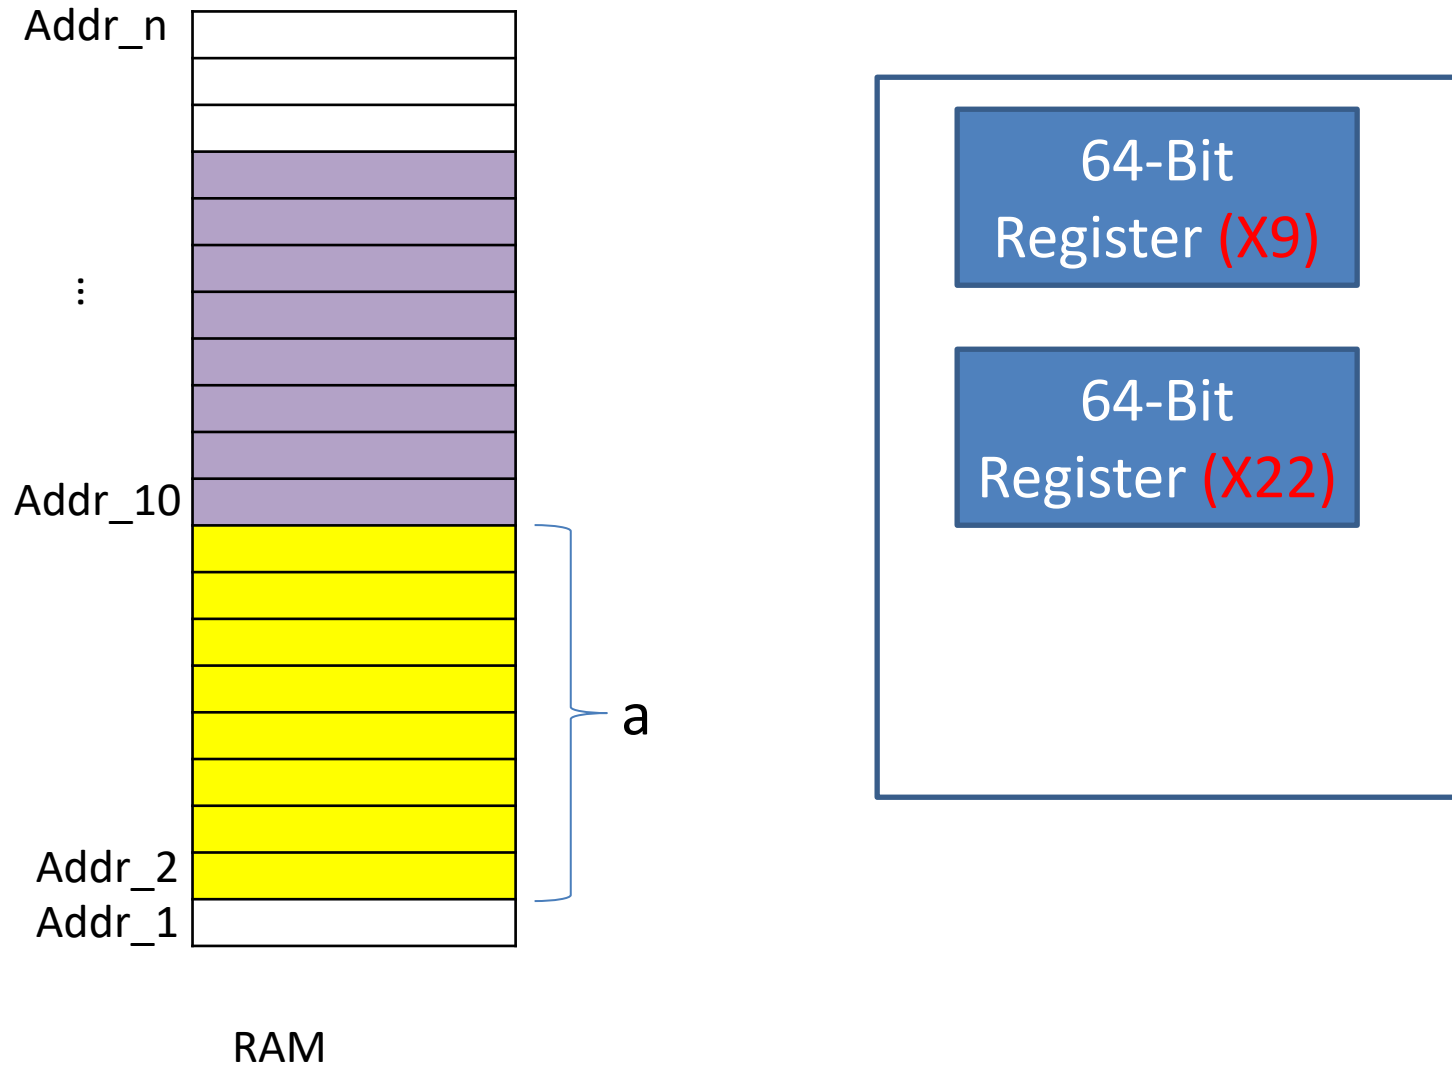 Addr_n
⋮
Addr_10
Addr_2
Addr_1
RAM
a
64-Bit
Register (X9)
64-Bit
Register (X22)